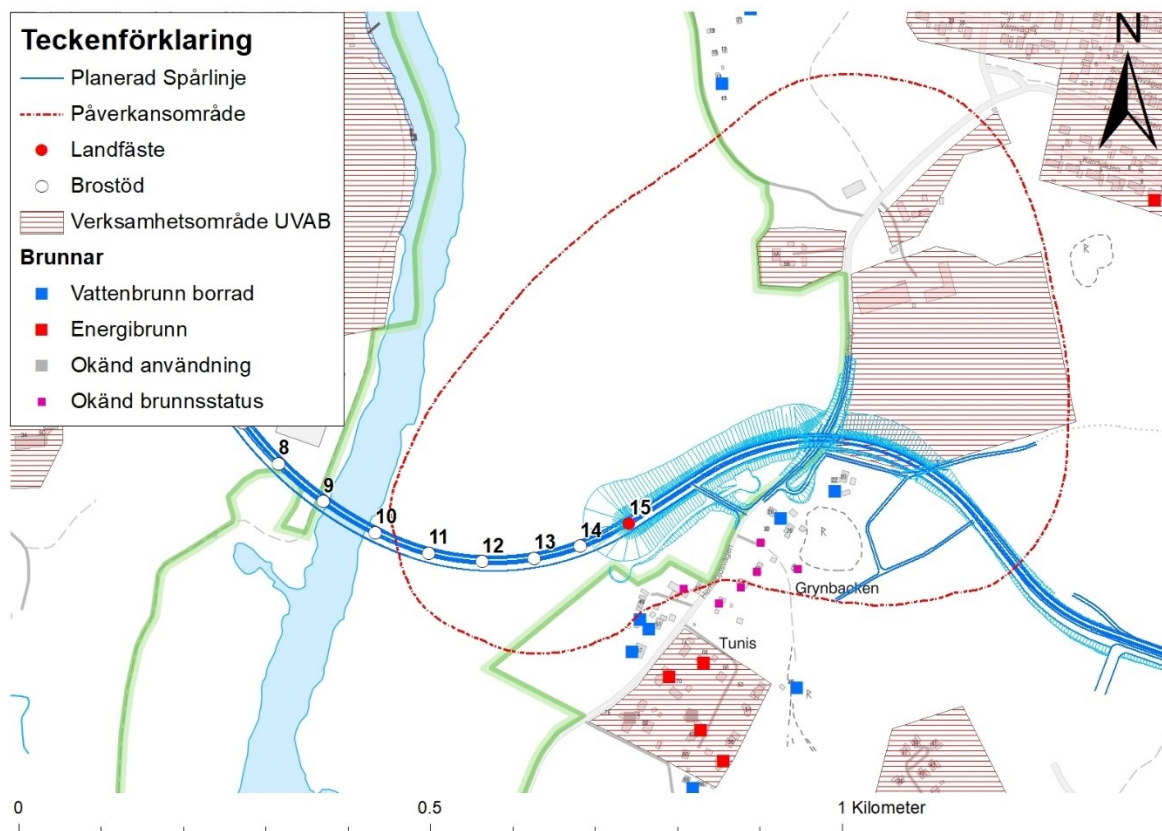 Teckenförklaring
Planerad Spårlinje
Påverkansområde
Landfäste
Brostöd
Verksamhetsområde UVAB
Brunnar
Vattenbrunn borrad
Energibrunn
Okänd användning
Okänd brunnsstatus
N
R
8
9
10
11
12
13
14
15
R
Grynbacken
Tunis
R
0
0.5
1 Kilometer